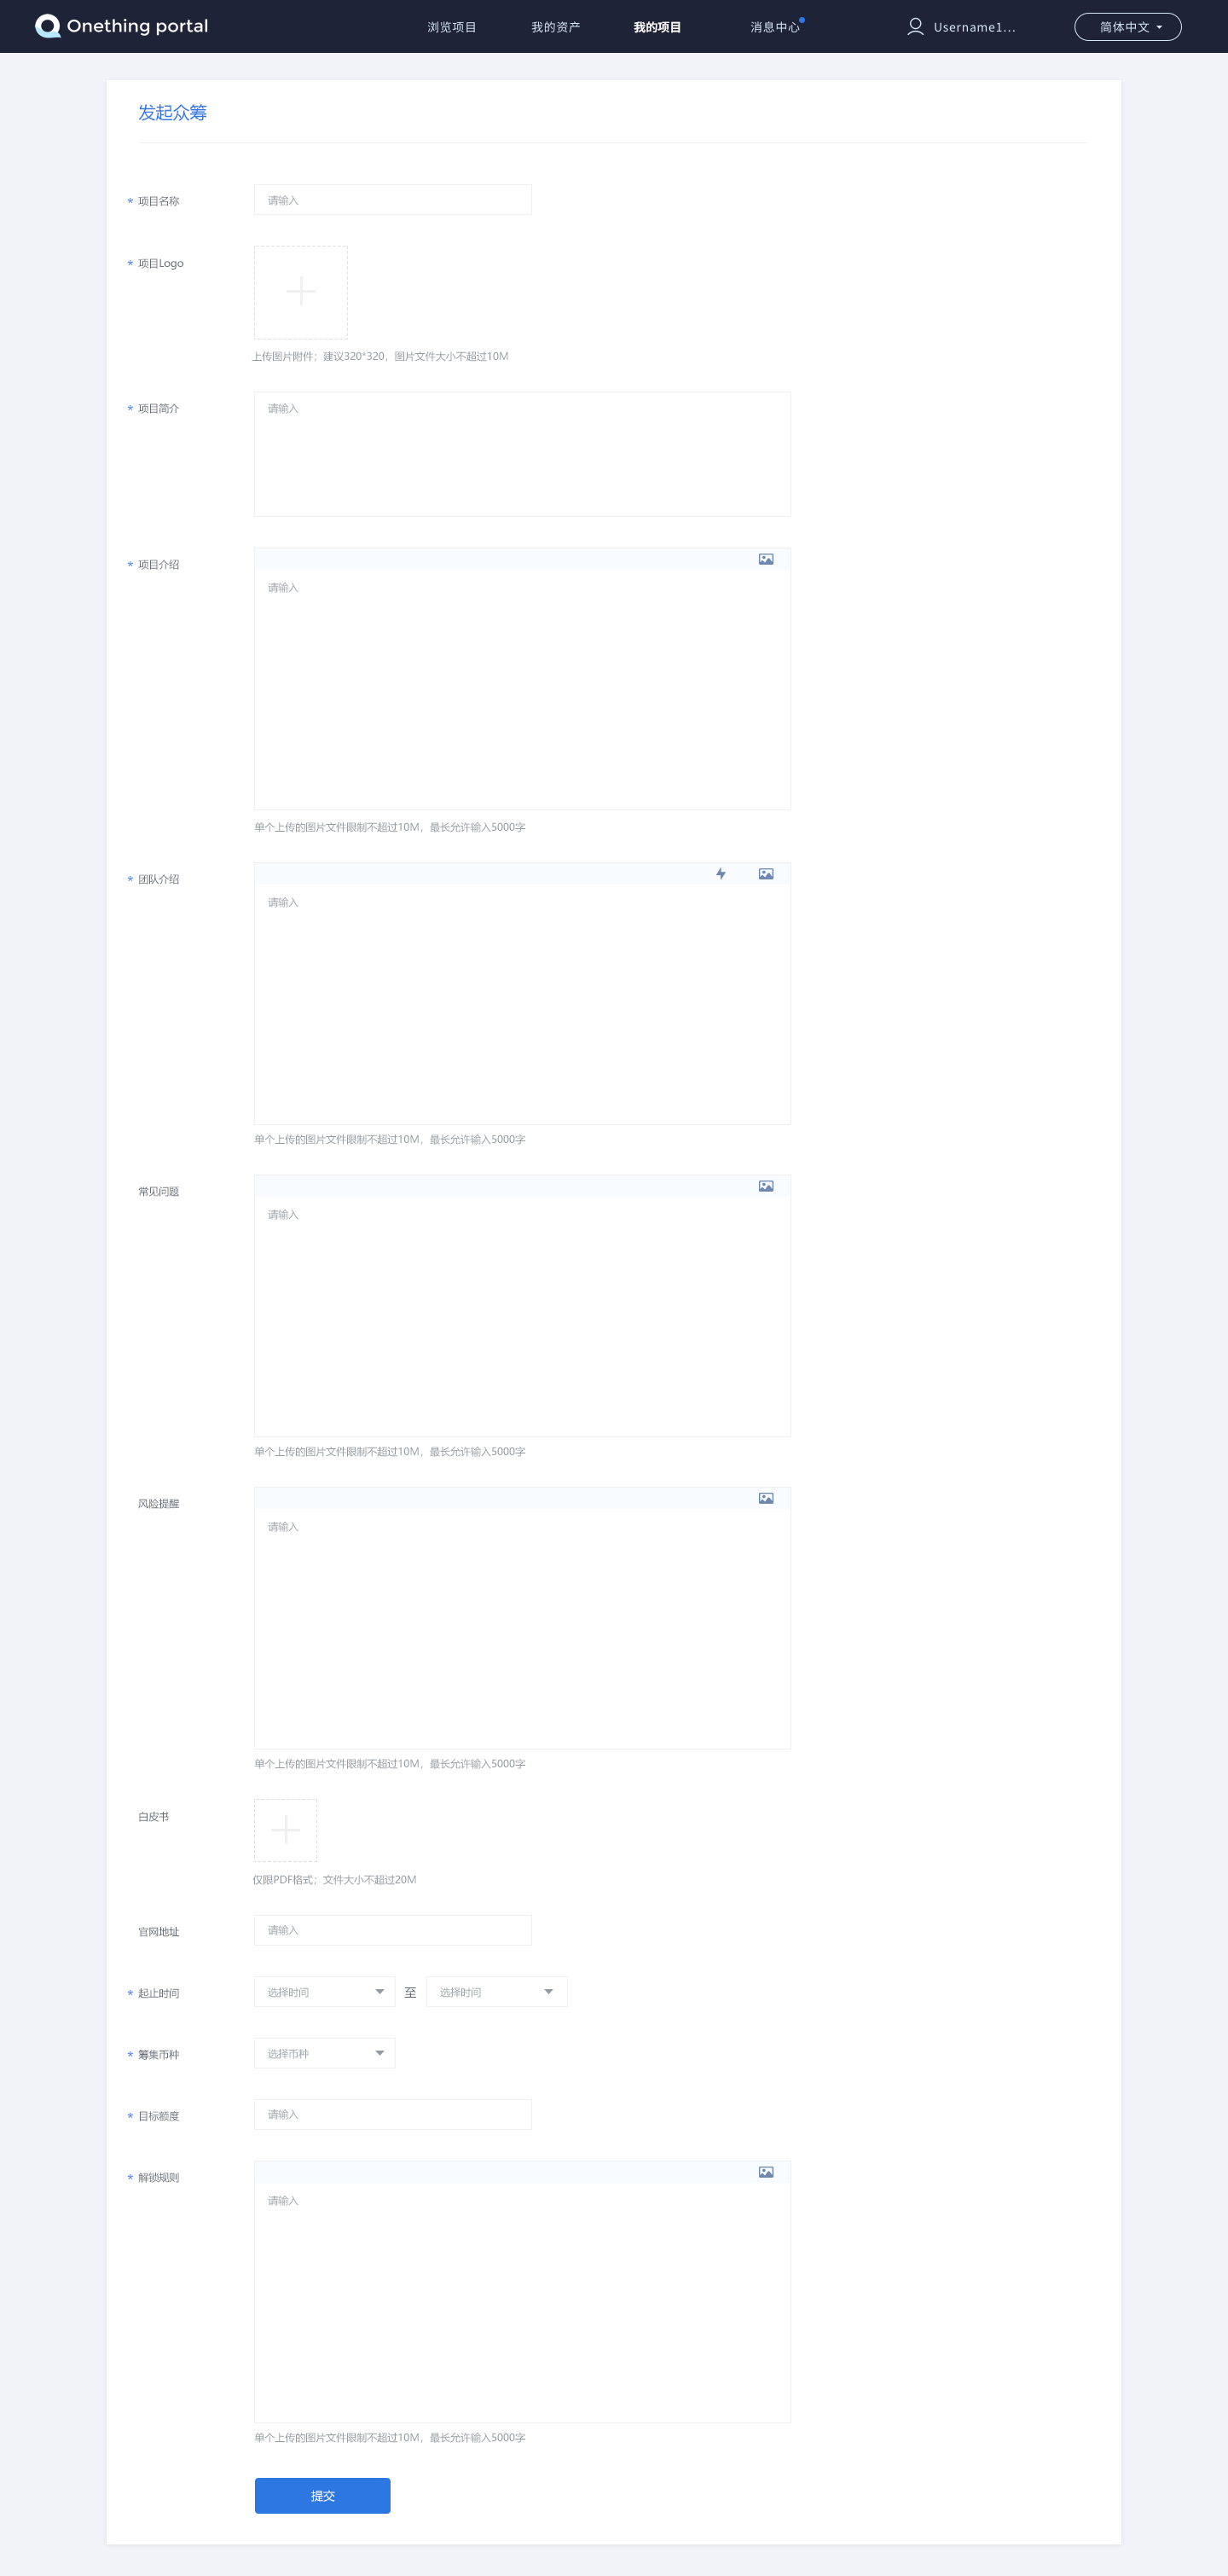 Onething portal 浏览项目 我的资产 我的项目 消息中心 Username1... 简体中文
发起众筹
* 项目名称 请输入
* 项目Logo
上传图片附件；建议320*320，图片文件大小不超过10M
* 项目简介 请输入
* 项目介绍
请输入
单个上传的图片文件限制不超过10M，最长允许输入5000字
* 团队介绍
请输入
单个上传的图片文件限制不超过10M，最长允许输入5000字
常见问题
请输入
单个上传的图片文件限制不超过10M，最长允许输入5000字
风险提醒
请输入
单个上传的图片文件限制不超过10M，最长允许输入5000字
白皮书
仅限PDF格式；文件大小不超过20M
官网地址 请输入
* 起止时间 选择时间 至 选择时间
* 筹集币种 选择币种
* 目标额度 请输入
* 解锁规则
请输入
单个上传的图片文件限制不超过10M，最长允许输入5000字
提交